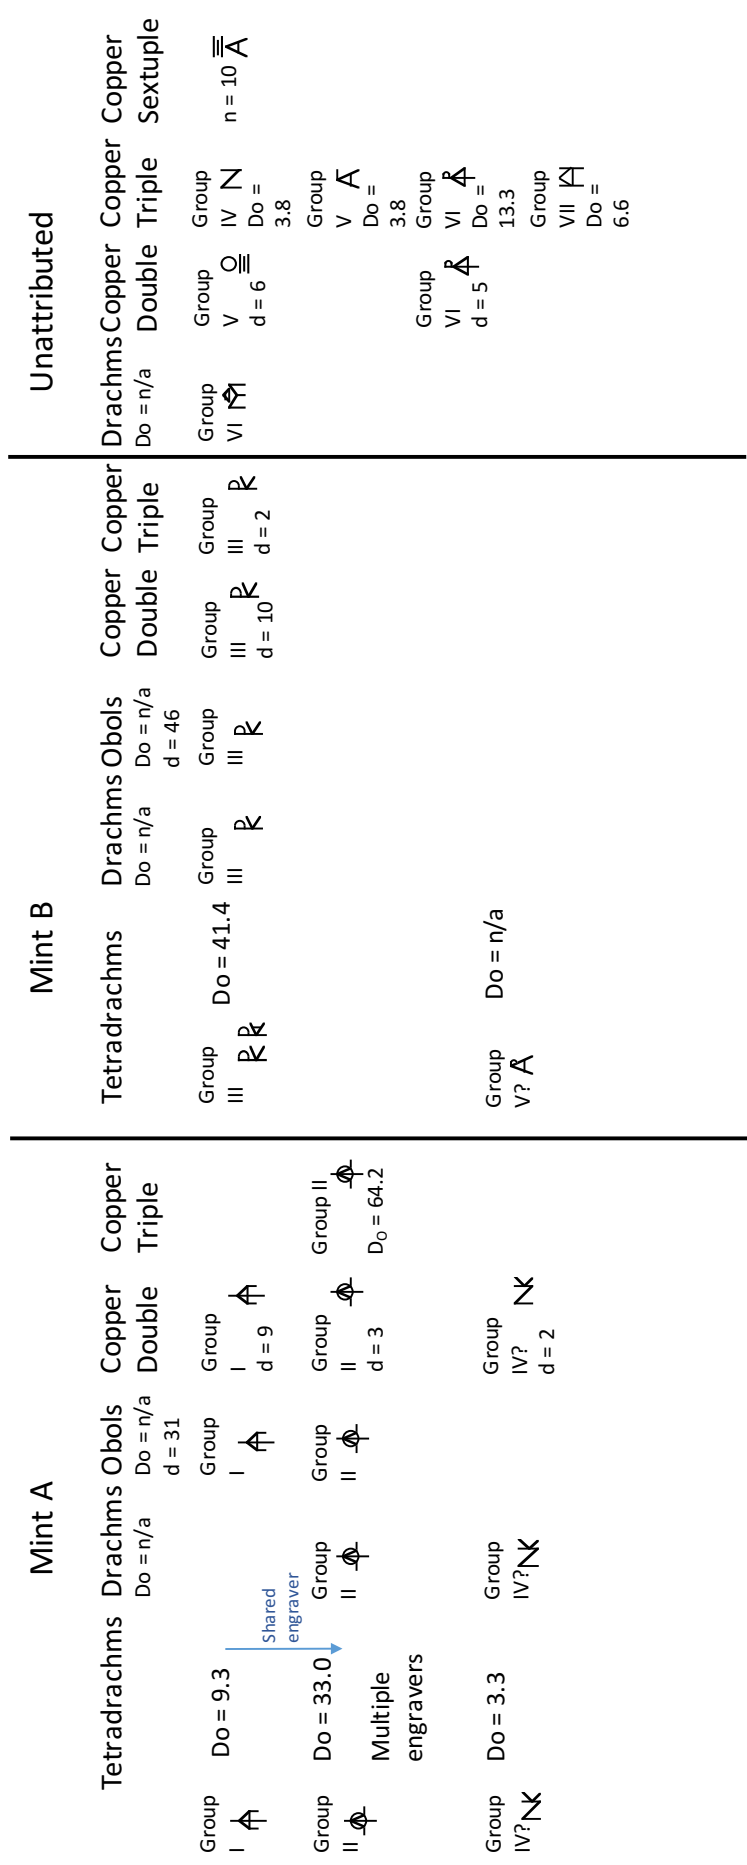 Mint A
Tetradrachms
Drachms
Do = n/a
Obols
Do = n/a
d = 31
Copper
Double
Copper
Triple
Group
I
Do = 9.3
Shared
engraver
Group
I
Group
I
d = 9
Group
II
Do = 33.0
Multiple
engravers
Group
II
Group
II
Group
II
d = 3
Group II
Do = 64.2
Group
IV?
Do = 3.3
Group
IV?
Group
IV?
d = 2
Mint B
Tetradrachms
Drachms
Do = n/a
Obols
Do = n/a
d = 46
Copper
Double
Copper
Triple
Group
III
Do = 41.4
Group
III
Group
III
Group
III
d = 10
Group
III
d = 2
Group
V?
Do = n/a
Unattributed
Drachms
Do = n/a
Copper
Double
Copper
Triple
Copper
Sextuple
Group
VI
Group
V
d = 6
Group
IV N
Do =
3.8
n = 10
Group
V
Do =
3.8
Group
VI
d = 5
Group
VI
Do =
13.3
Group
VII
Do =
6.6